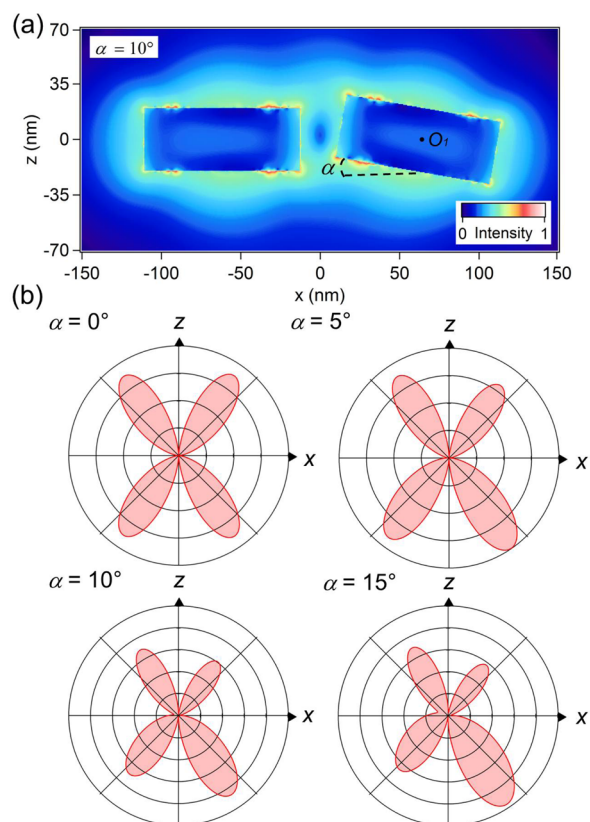 (a)
α = 10°
z (nm)
70
35
0
-35
-70
O1
α
0 Intensity 1
-150 -100 -50 0 50 100 150
x (nm)
(b)
α = 0° z
x
α = 5° z
x
α = 10° z
x
α = 15° z
x